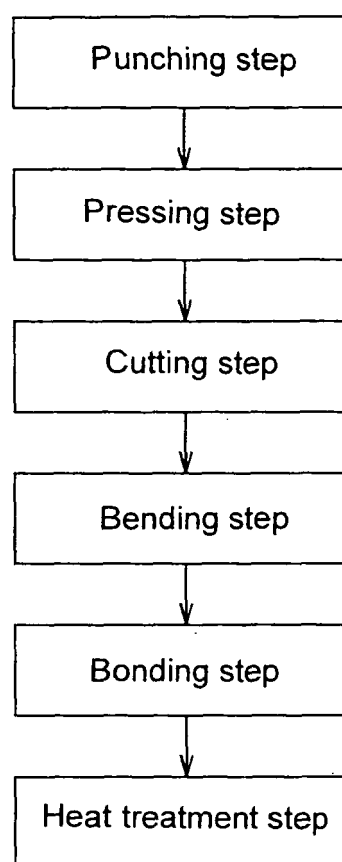 Punching step
Pressing step
Cutting step
Bending step
Bonding step
Heat treatment step